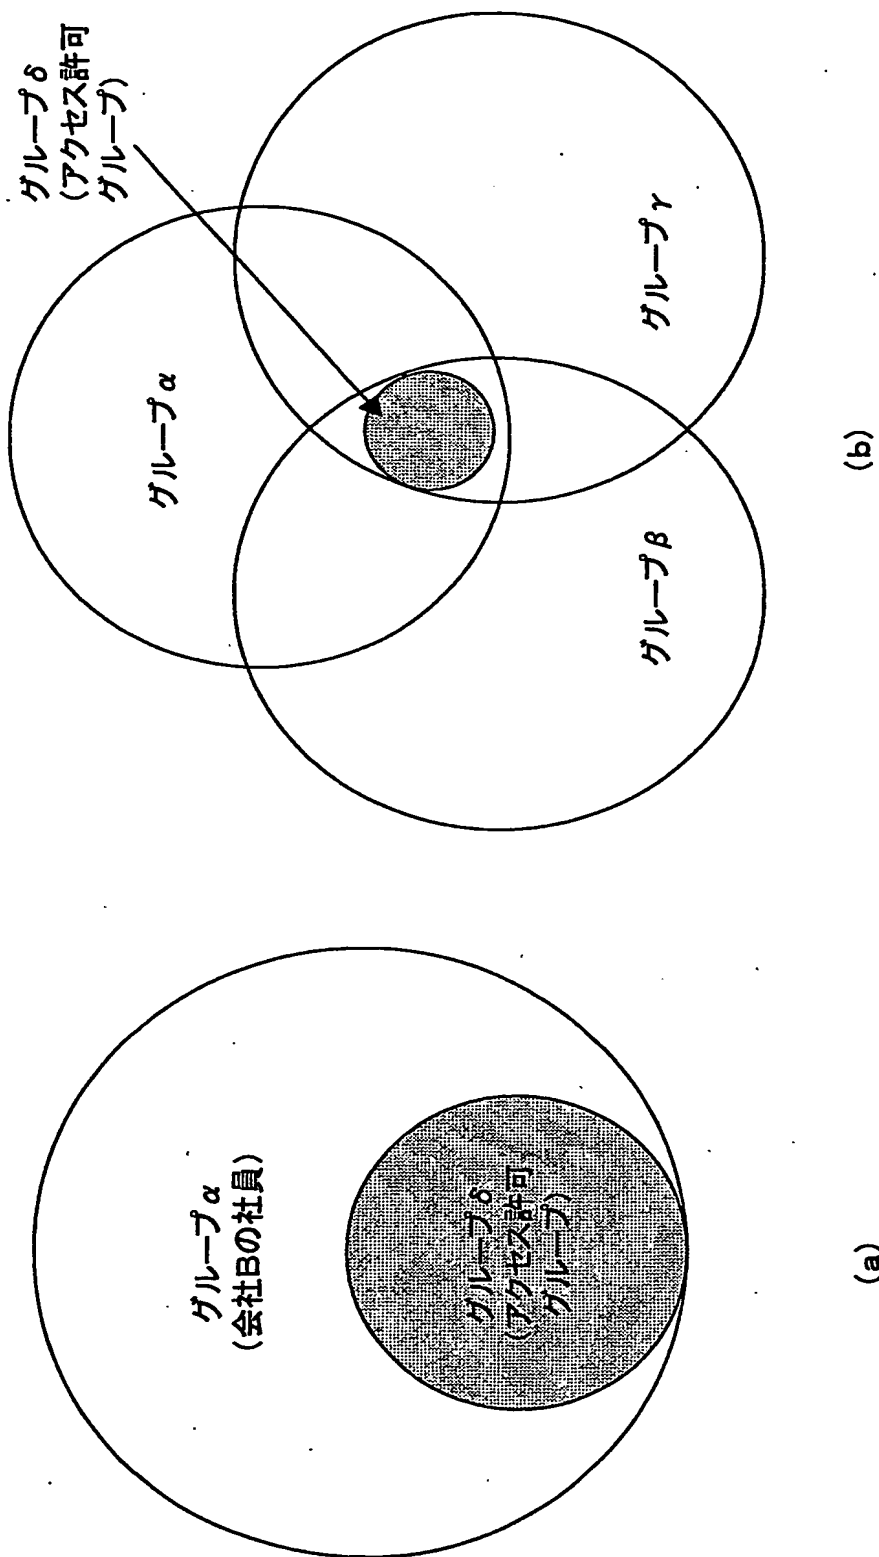 グループα
(会社Bの社員)
グループδ
(アクセス許可
グループ)
(a)
グループδ
(アクセス許可
グループ)
グループα
グループβ
グループγ
(b)